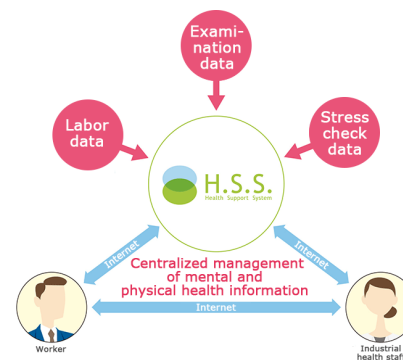 Exami-
nation
data
Labor
data
Stress
check
data
H.S.S.
Health Support System
Internet
Internet
Centralized management
of mental and
physical health information
Internet
Worker
Industrial
health staff